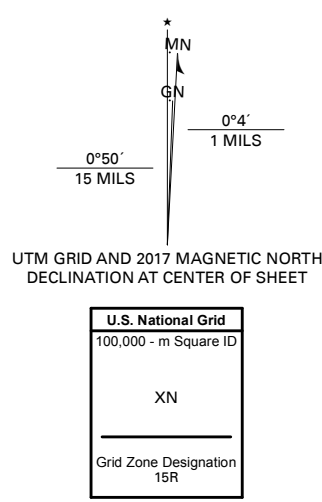 ★
MN
GN
0°4´
1 MILS
0°50´
15 MILS
UTM GRID AND 2017 MAGNETIC NORTH
DECLINATION AT CENTER OF SHEET
U.S. National Grid
100,000 - m Square ID
XN
Grid Zone Designation
15R